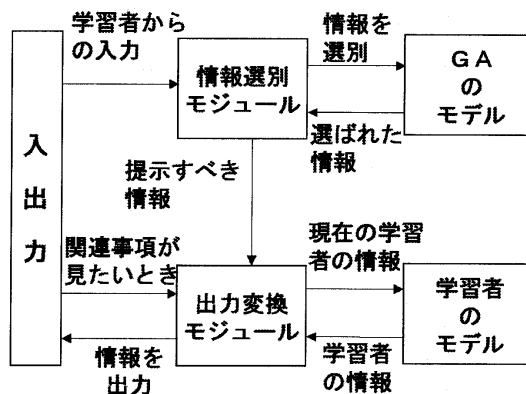 学習者から
の入力
情報を
選別
GA
の
モデル
情報選別
モジュール
選ばれた
情報
入
出
力
提示すべき
情報
関連事項が
見たいとき
現在の学習
者の情報
出力変換
モジュール
学習者
の
モデル
情報を
出力
学習者
の情報